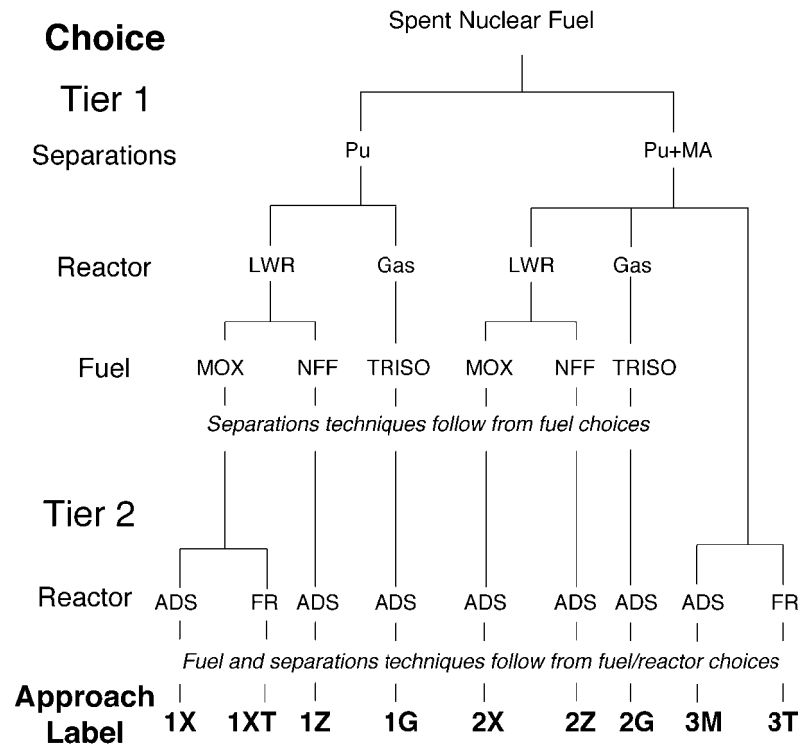 Spent Nuclear Fuel
Choice
Tier 1
Separations Pu Pu+MA
Reactor LWR Gas LWR Gas
Fuel MOX NFF TRISO MOX NFF TRISO
Separations techniques follow from fuel choices
Tier 2
Reactor ADS FR ADS ADS ADS ADS ADS ADS FR
Fuel and separations techniques follow from fuel/reactor choices
Approach
Label 1X 1XT 1Z 1G 2X 2Z 2G 3M 3T